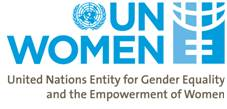 UN
WOMEN
United Nations Entity for Gender Equality
and the Empowerment of Women